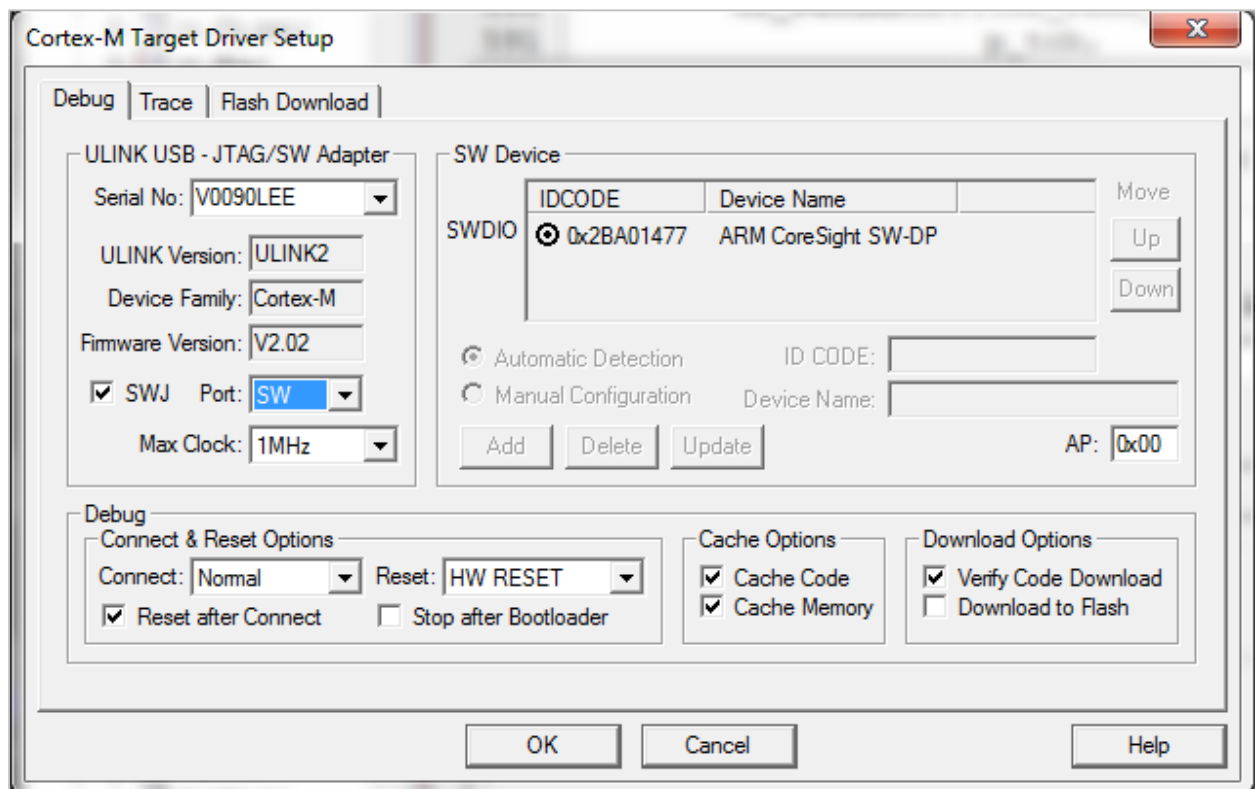 Cortex-M Target Driver Setup
591
Debug Trace Flash Download
ULINK USB - JTAG/SW Adapter
Serial No: V0090LEE
ULINK Version: ULINK2
Device Family: Cortex-M
Firmware Version: V2.02
SWJ Port: SW
Max Clock: 1MHz
SW Device
IDCODE Device Name
SWDIO 0x2BA01477 ARM CoreSight SW-DP
Move
Up
Down
Automatic Detection ID CODE:
Manual Configuration Device Name:
Add Delete Update AP: 0x00
Debug
Connect & Reset Options
Connect: Normal Reset: HW RESET
Reset after Connect Stop after Bootloader
Cache Options
Cache Code
Cache Memory
Download Options
Verify Code Download
Download to Flash
OK Cancel Help